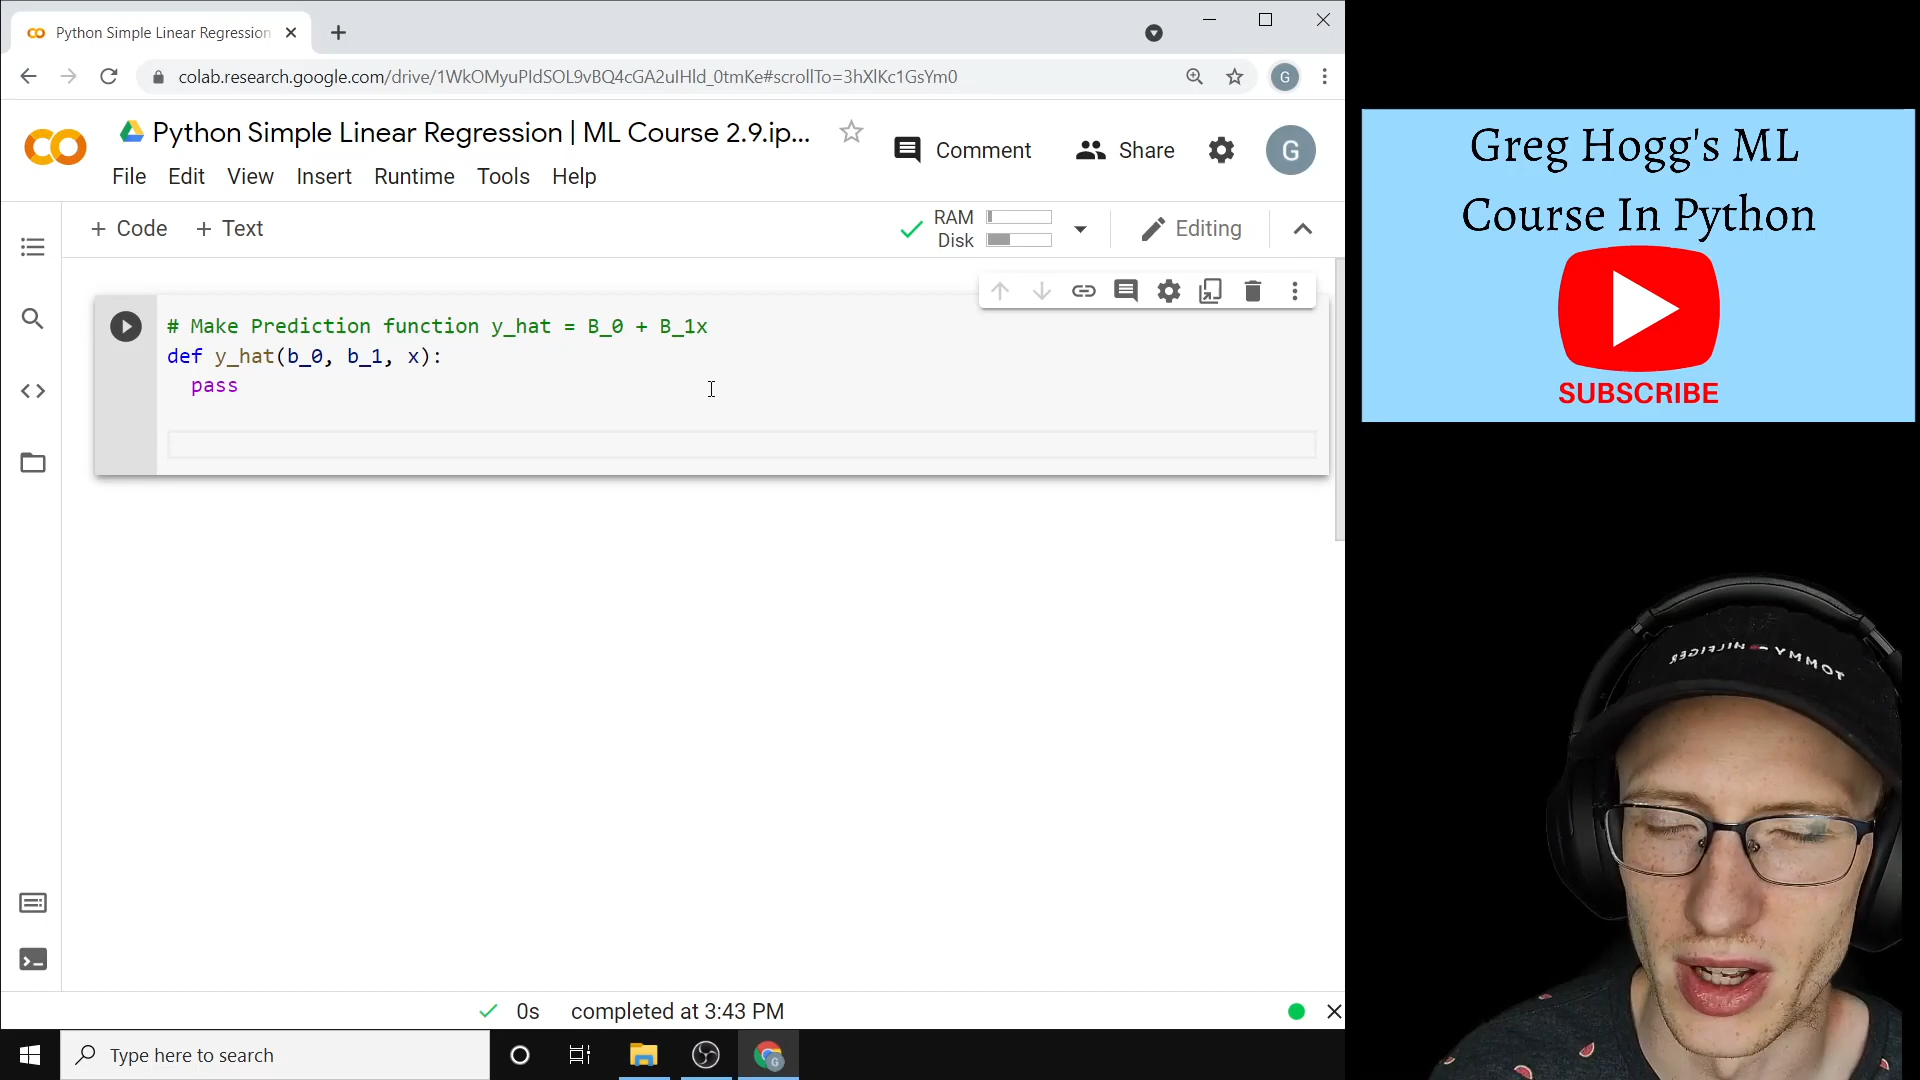 Python Simple Linear Regression
colab.research.google.com/drive/1WkOMyuPIdSOL9vBQ4cGA2uIHld_0tmKe#scrollTo=3hXlKc1GsYm0
G
Python Simple Linear Regression | ML Course 2.9.ip...
Comment
Share
G
File Edit View Insert Runtime Tools Help
+ Code + Text
RAM
Disk
Editing
# Make Prediction function y_hat = B_0 + B_1x
def y_hat(b_0, b_1, x):
pass
0s completed at 3:43 PM
Type here to search
G
Greg Hogg's ML
Course In Python
SUBSCRIBE
TOMMY HILFIGER